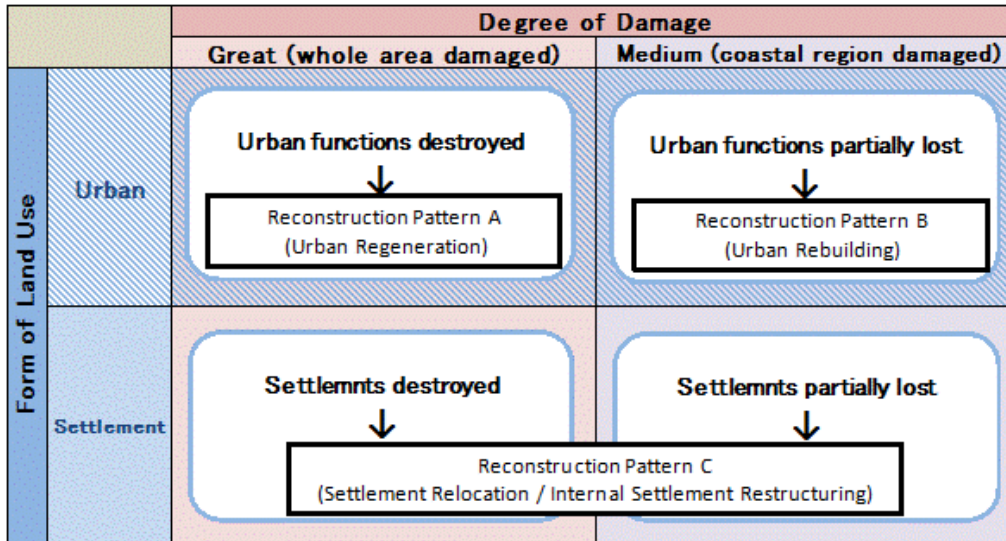 Degree of Damage
Great (whole area damaged)
Medium (coastal region damaged)
Form of Land Use
Urban
Urban functions destroyed
Reconstruction Pattern A
(Urban Regeneration)
Urban functions partially lost
Reconstruction Pattern B
(Urban Rebuilding)
Settlement
Settlemnts destroyed
Settlemnts partially lost
Reconstruction Pattern C
(Settlement Relocation / Internal Settlement Restructuring)